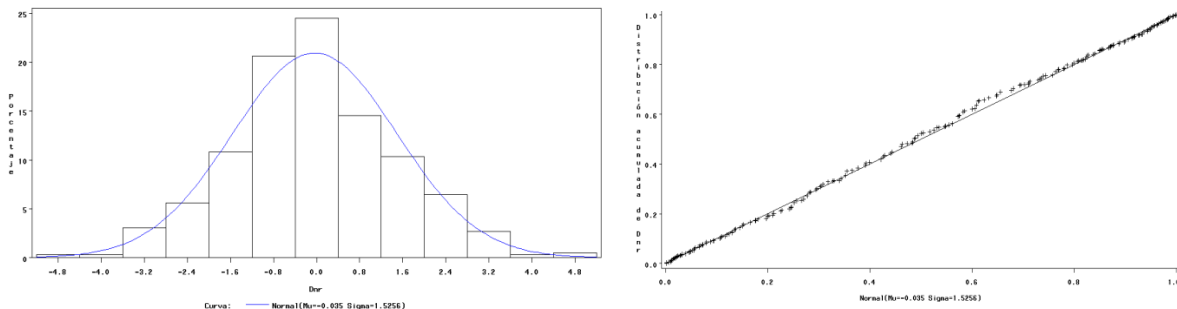 Porcentaje
25
20
15
10
5
0
-4.8 -4.0 -3.2 -2.4 -1.6 -0.8 0.0 0.8 1.6 2.4 3.2 4.0 4.8
Dnr
Curva: Normal(Mu=-0.035 Sigma=1.5256)
Distribución acumulada de Dnr
1.0
0.8
0.6
0.4
0.2
0.0
0.0 0.2 0.4 0.6 0.8 1.0
Normal(Mu=-0.035 Sigma=1.5256)